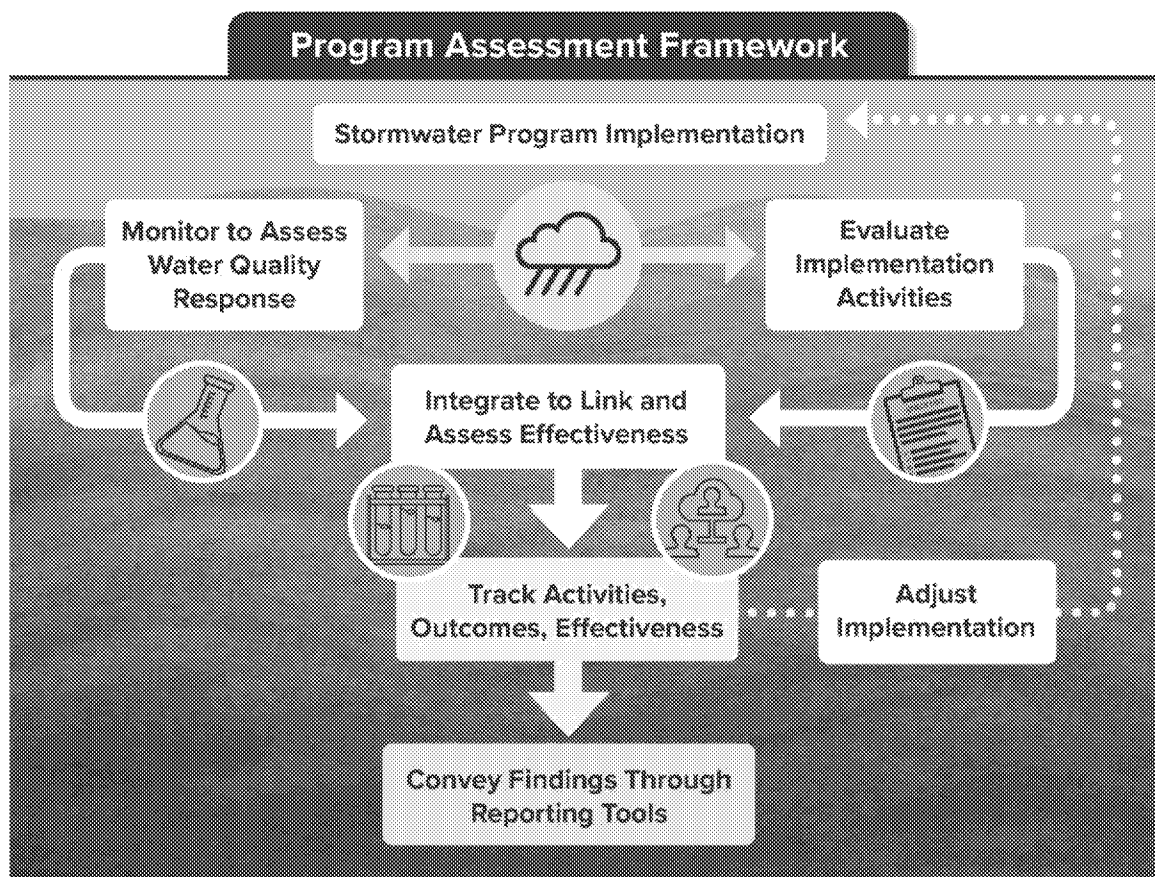 Program Assessment Framework
Stormwater Program Implementation
Monitor to Assess
Water Quality
Response
Evaluate
Implementation
Activities
Integrate to Link and
Assess Effectiveness
Track Activities,
Outcomes, Effectiveness
Adjust
Implementation
Convey Findings Through
Reporting Tools